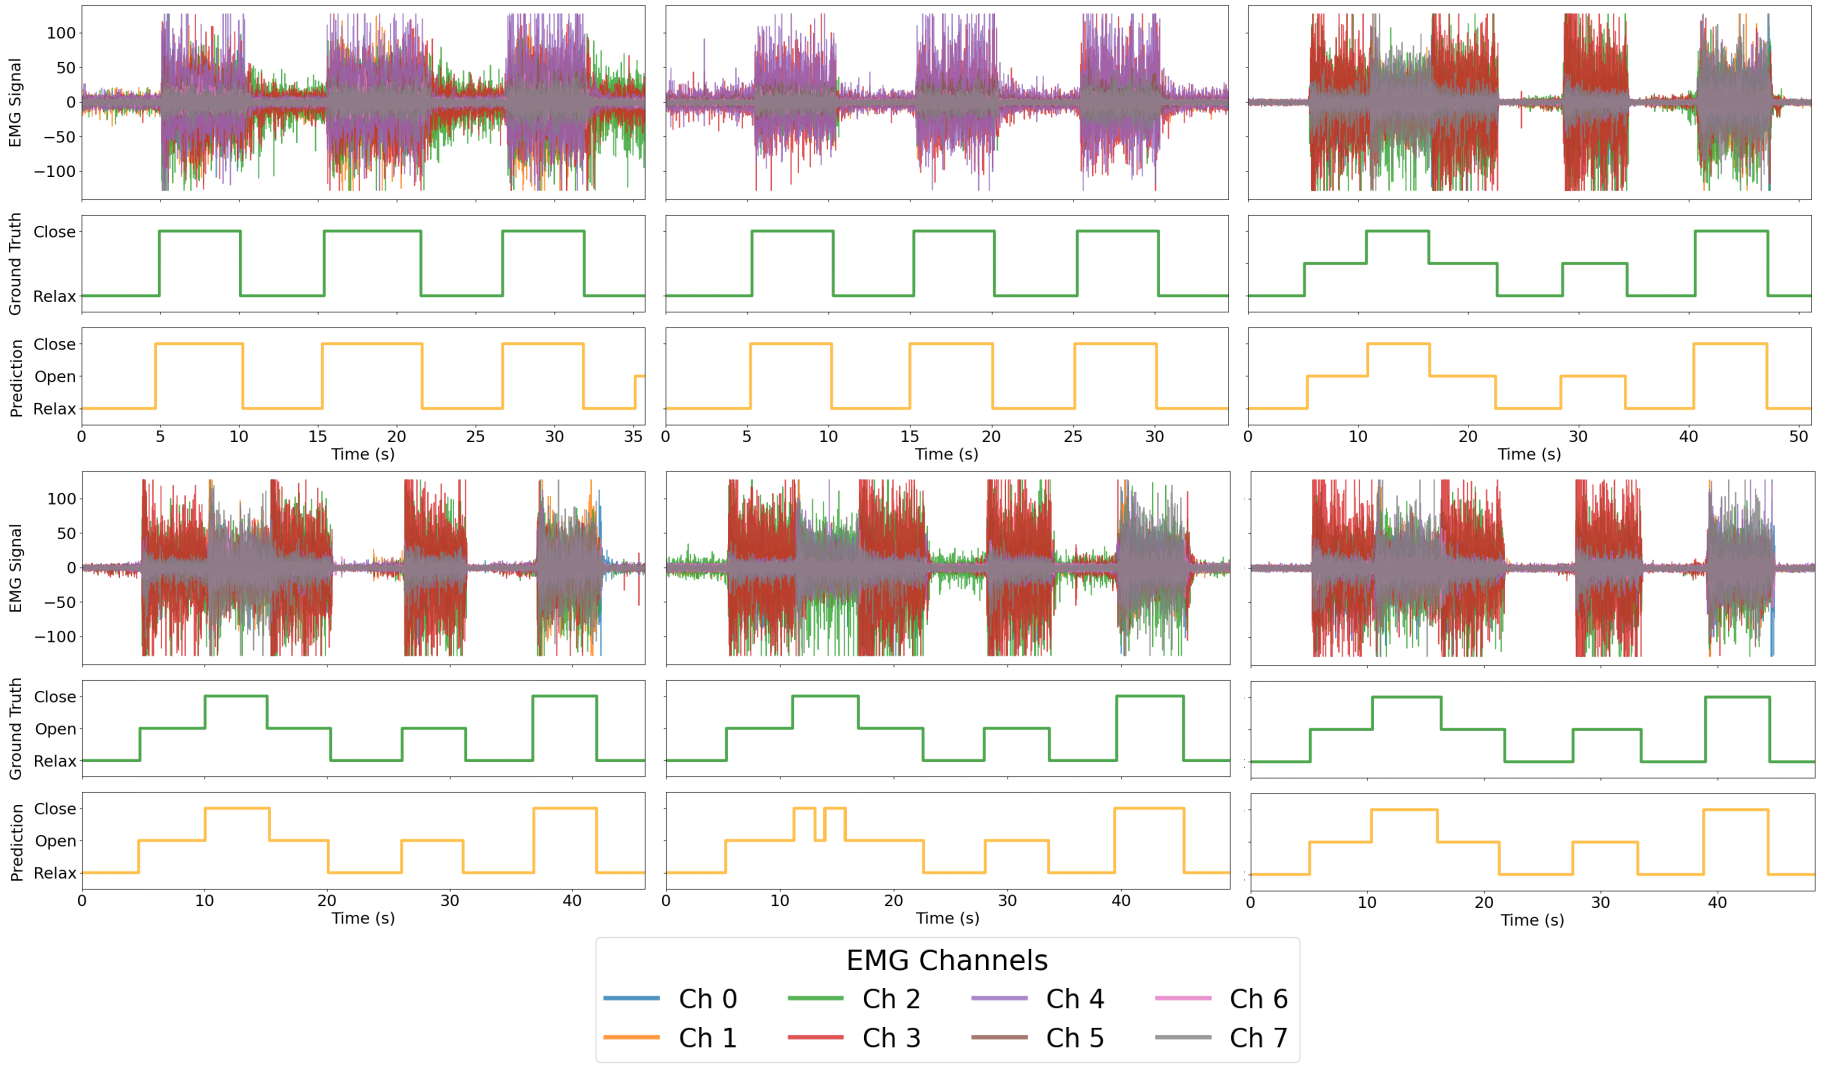 EMG Signal
100
50
0
−50
−100
Ground Truth
Close
Relax
Prediction
Close
Open
Relax
0 5 10 15 20 25 30 35
Time (s)
0 5 10 15 20 25 30
Time (s)
0 10 20 30 40 50
Time (s)
EMG Signal
100
50
0
−50
−100
Ground Truth
Close
Open
Relax
Prediction
Close
Open
Relax
0 10 20 30 40
Time (s)
0 10 20 30 40
Time (s)
0 10 20 30 40
Time (s)
EMG Channels
Ch 0 Ch 2 Ch 4 Ch 6
Ch 1 Ch 3 Ch 5 Ch 7